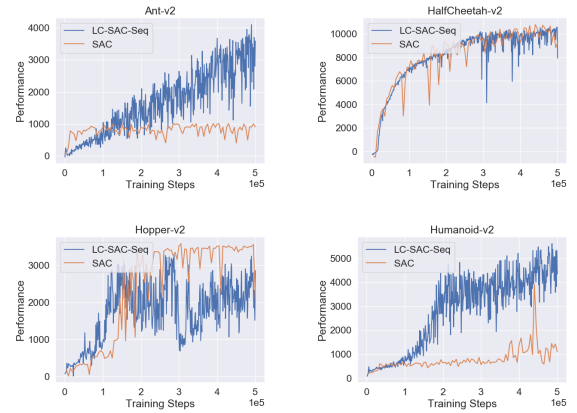 Ant-v2
LC-SAC-Seq
SAC
4000
3000
2000
1000
0
Performance
0 1 2 3 4 5
Training Steps
1e5
HalfCheetah-v2
LC-SAC-Seq
SAC
10000
8000
6000
4000
2000
0
Performance
0 1 2 3 4 5
Training Steps
1e5
Hopper-v2
LC-SAC-Seq
SAC
3000
2000
1000
0
Performance
0 1 2 3 4 5
Training Steps
1e5
Humanoid-v2
LC-SAC-Seq
SAC
5000
4000
3000
2000
1000
0
Performance
0 1 2 3 4 5
Training Steps
1e5